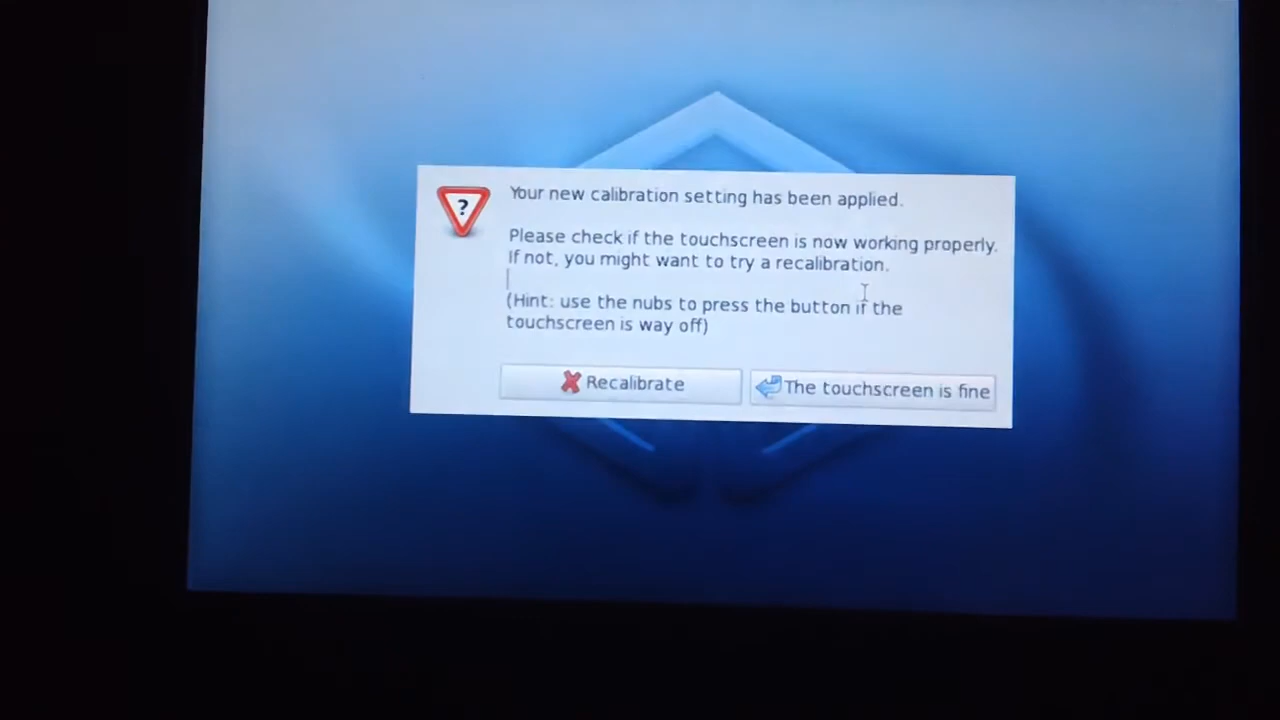 Your new calibration setting has been applied.
Please check if the touchscreen is now working properly.
If not, you might want to try a recalibration.
(Hint: use the nubs to press the button if the
touchscreen is way off)
Recalibrate
The touchscreen is fine